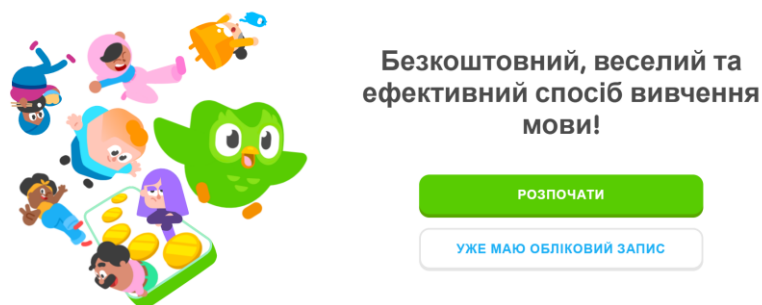 Безкоштовний, веселий та
ефективний спосіб вивчення
мови!
РОЗПОЧАТИ
УЖЕ МАЮ ОБЛІКОВИЙ ЗАПИС